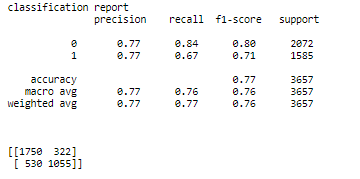 classification report
precision recall f1-score support
0 0.77 0.84 0.80 2072
1 0.77 0.67 0.71 1585
accuracy 0.77 3657
macro avg 0.77 0.76 0.76 3657
weighted avg 0.77 0.77 0.76 3657
[[1750 322]
[ 530 1055]]